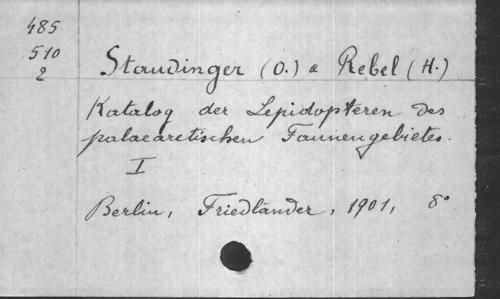 485
510
2
Staudinger (O.) & Rebel (H.)
Katalog der Lepidopteren des
palaearctischen Faunengebietes.
I
Berlin, Friedländer, 1901, 8°